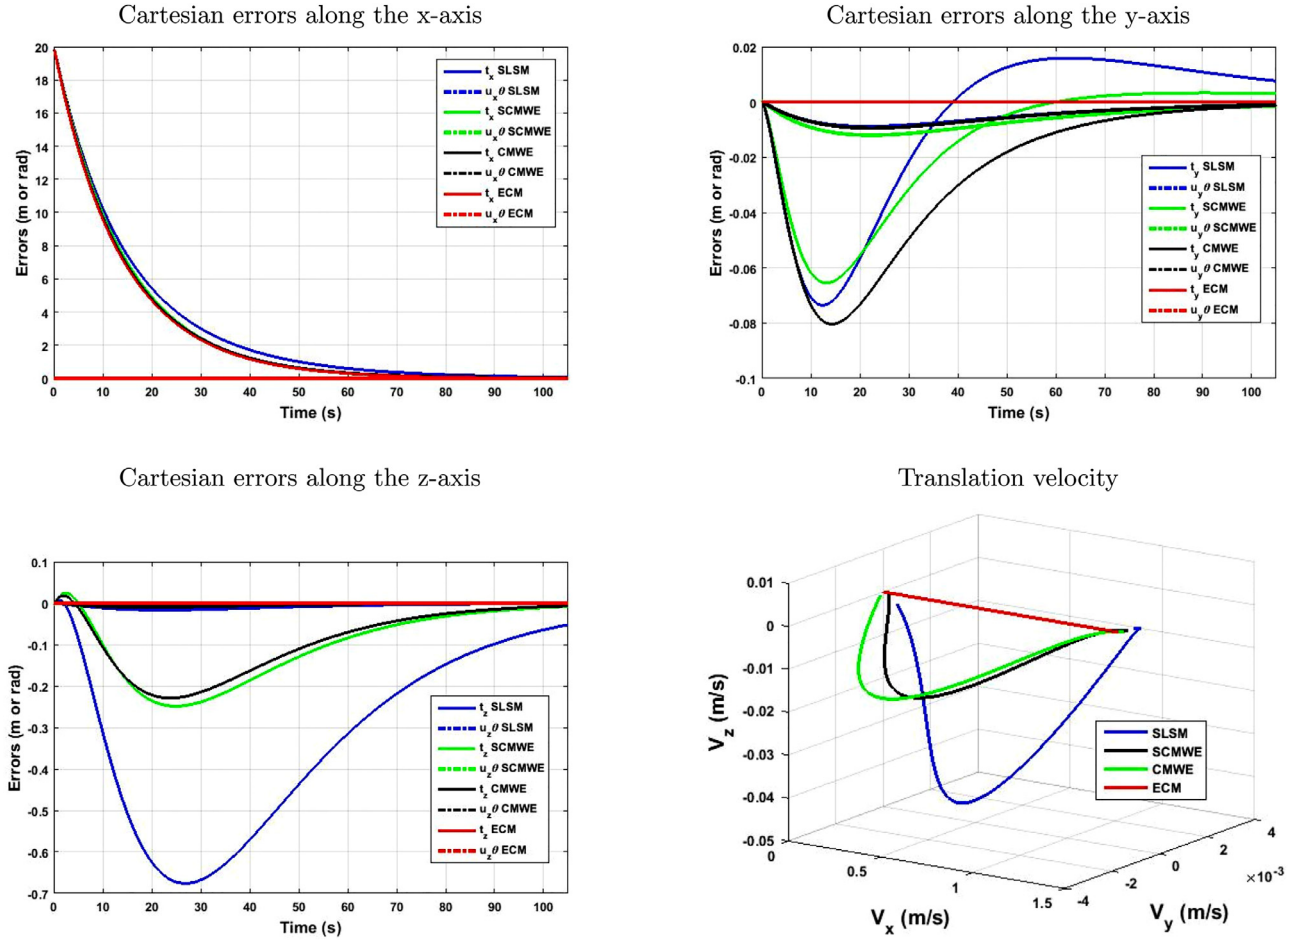 Cartesian errors along the x-axis
20
18
16
14
12
10
8
6
4
2
0
Errors (m or rad)
0 10 20 30 40 50 60 70 80 90 100
Time (s)
t_x SLSM
u_xθ SLSM
t_x SCMWE
u_xθ SCMWE
t_x CMWE
u_xθ CMWE
t_x ECM
u_xθ ECM
Cartesian errors along the y-axis
0.02
0
-0.02
-0.04
-0.06
-0.08
-0.1
Errors (m or rad)
0 10 20 30 40 50 60 70 80 90 100
Time (s)
t_y SLSM
u_yθ SLSM
t_y SCMWE
u_yθ SCMWE
t_y CMWE
u_yθ CMWE
t_y ECM
u_yθ ECM
Cartesian errors along the z-axis
0.1
0
-0.1
-0.2
-0.3
-0.4
-0.5
-0.6
-0.7
Errors (m or rad)
0 10 20 30 40 50 60 70 80 90 100
Time (s)
t_z SLSM
u_zθ SLSM
t_z SCMWE
u_zθ SCMWE
t_z CMWE
u_zθ CMWE
t_z ECM
u_zθ ECM
Translation velocity
0.01
0
-0.01
-0.02
-0.03
-0.04
-0.05
V_z (m/s)
0 0.5 1 1.5
V_x (m/s)
-4 -2 0 2 4
×10^-3
V_y (m/s)
SLSM
SCMWE
CMWE
ECM